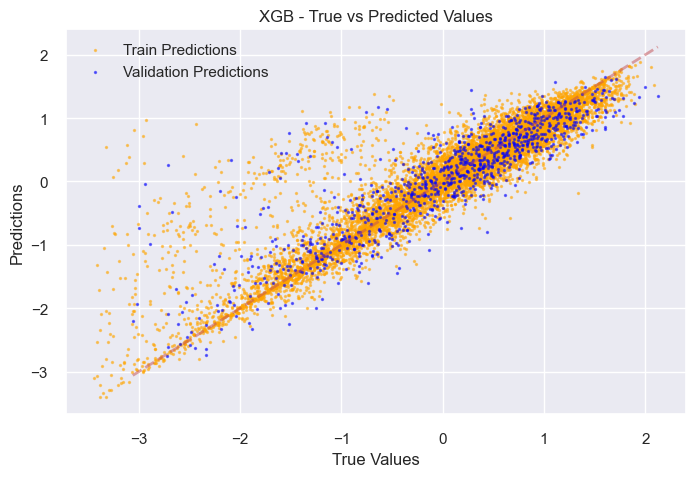 XGB - True vs Predicted Values
Train Predictions
Validation Predictions
Predictions
2
1
0
−1
−2
−3
−3
−2
−1
0
1
2
True Values